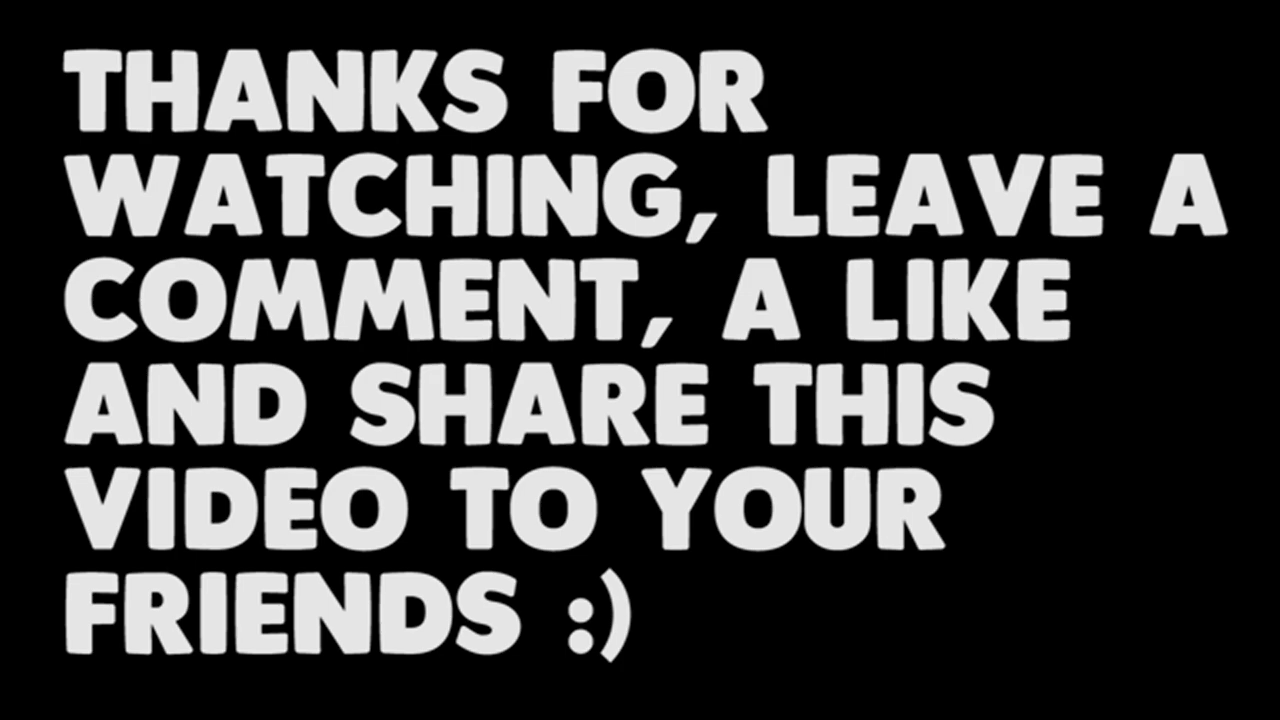 THANKS FOR
WATCHING, LEAVE A
COMMENT, A LIKE
AND SHARE THIS
VIDEO TO YOUR
FRIENDS :)